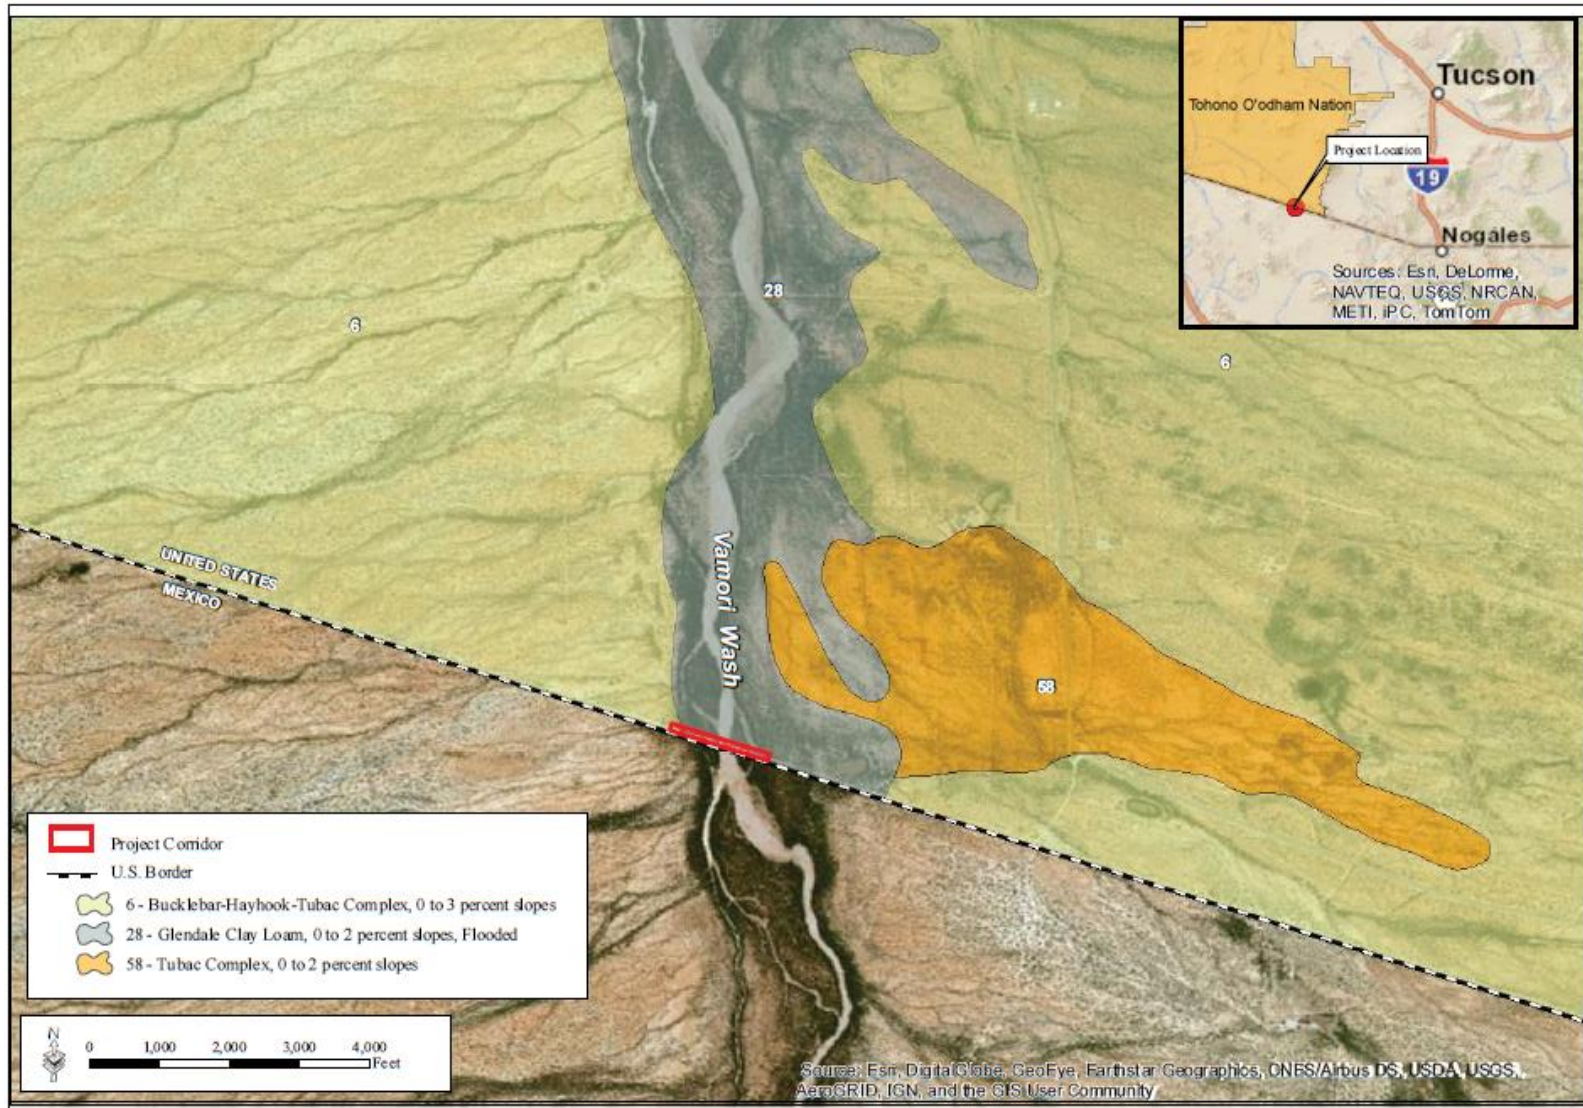 Tucson
Tohono O'odham Nation
Project Location
19
Nogales
Sources: Esri, DeLorme,
NAVTEQ, USGS, NRCAN,
METI, iPC, TomTom
28
6
6
UNITED STATES
MEXICO
Vamori Wash
58
Project Corridor
U.S. Border
6 - Bucklebar-Hayhook-Tubac Complex, 0 to 3 percent slopes
28 - Glendale Clay Loam, 0 to 2 percent slopes, Flooded
58 - Tubac Complex, 0 to 2 percent slopes
N
0 1,000 2,000 3,000 4,000
Feet
Source: Esri, DigitalGlobe, GeoEye, Earthstar Geographics, CNES/Airbus DS, USDA, USGS,
AeroGRID, IGN, and the GIS User Community